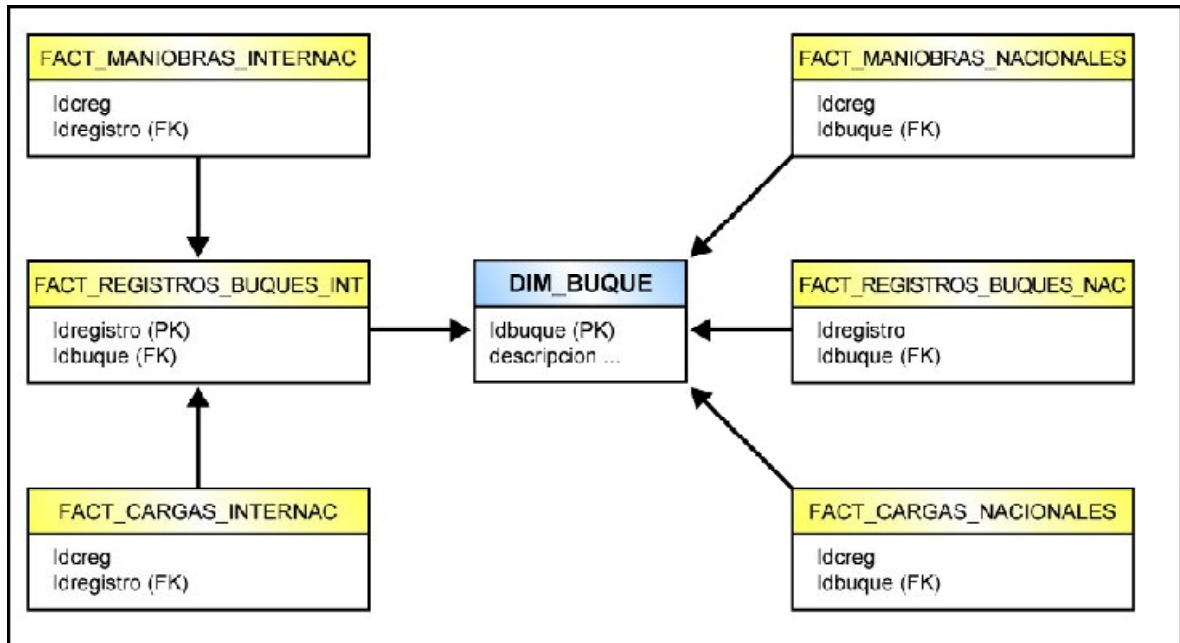 FACT_MANIOBRAS_INTERNAC
Idcreg
Idregistro (FK)
FACT_MANIOBRAS_NACIONALES
Idcreg
Idbuque (FK)
FACT_REGISTROS_BUQUES_INT
Idregistro (PK)
Idbuque (FK)
DIM_BUQUE
Idbuque (PK)
descripcion ...
FACT_REGISTROS_BUQUES_NAC
Idregistro
Idbuque (FK)
FACT_CARGAS_INTERNAC
Idcreg
Idregistro (FK)
FACT_CARGAS_NACIONALES
Idcreg
Idbuque (FK)